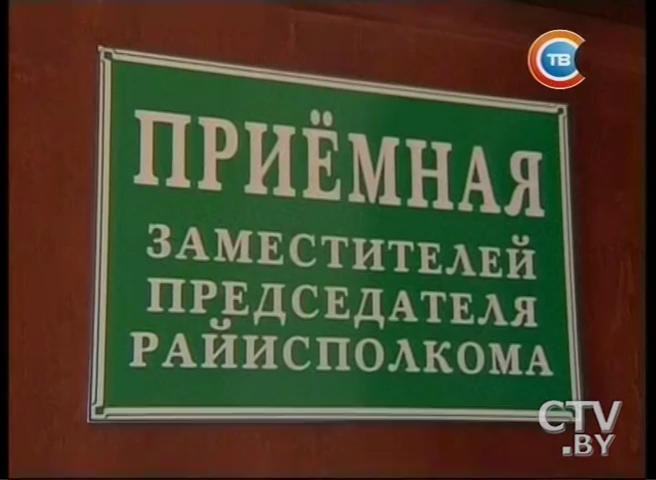 ТВ
ПРИЁМНАЯ
ЗАМЕСТИТЕЛЕЙ
ПРЕДСЕДАТЕЛЯ
РАЙИСПОЛКОМА
CTV
.BY